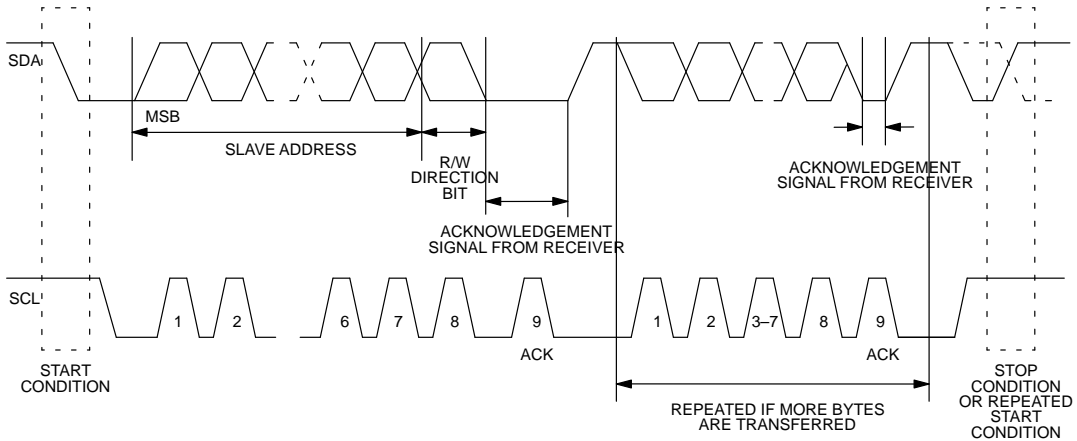 SDA
MSB
SLAVE ADDRESS
R/W
DIRECTION
BIT
ACKNOWLEDGEMENT
SIGNAL FROM RECEIVER
ACKNOWLEDGEMENT
SIGNAL FROM RECEIVER
SCL
1
2
6
7
8
9
1
2
3–7
8
9
ACK
ACK
START
CONDITION
REPEATED IF MORE BYTES
ARE TRANSFERRED
STOP
CONDITION
OR REPEATED
START
CONDITION